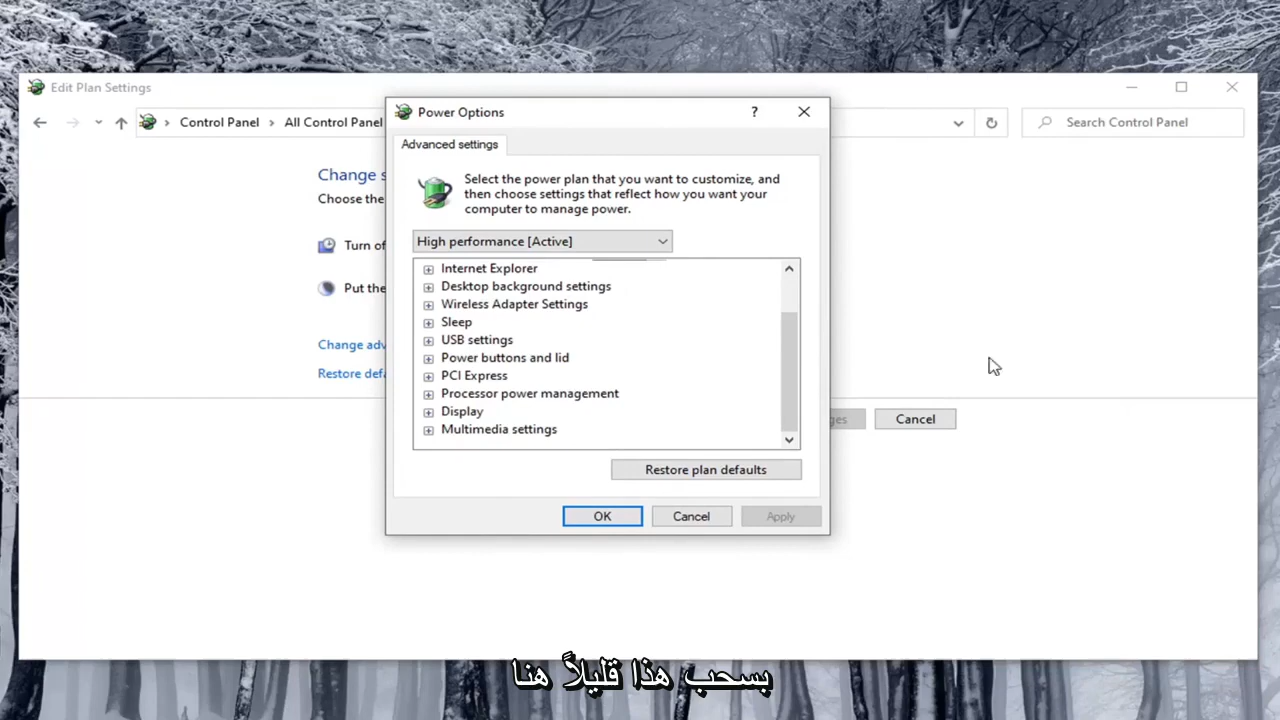 Edit Plan Settings
Control Panel
All Control Panel
Search Control Panel
Change s
Choose the
Turn of
Put the
Change adv
Restore defa
ges
Cancel
Power Options
?
Advanced settings
Select the power plan that you want to customize, and
then choose settings that reflect how you want your
computer to manage power.
High performance [Active]
Internet Explorer
Desktop background settings
Wireless Adapter Settings
Sleep
USB settings
Power buttons and lid
PCI Express
Processor power management
Display
Multimedia settings
Restore plan defaults
OK
Cancel
Apply
بسحب هذا قليلاً هنا